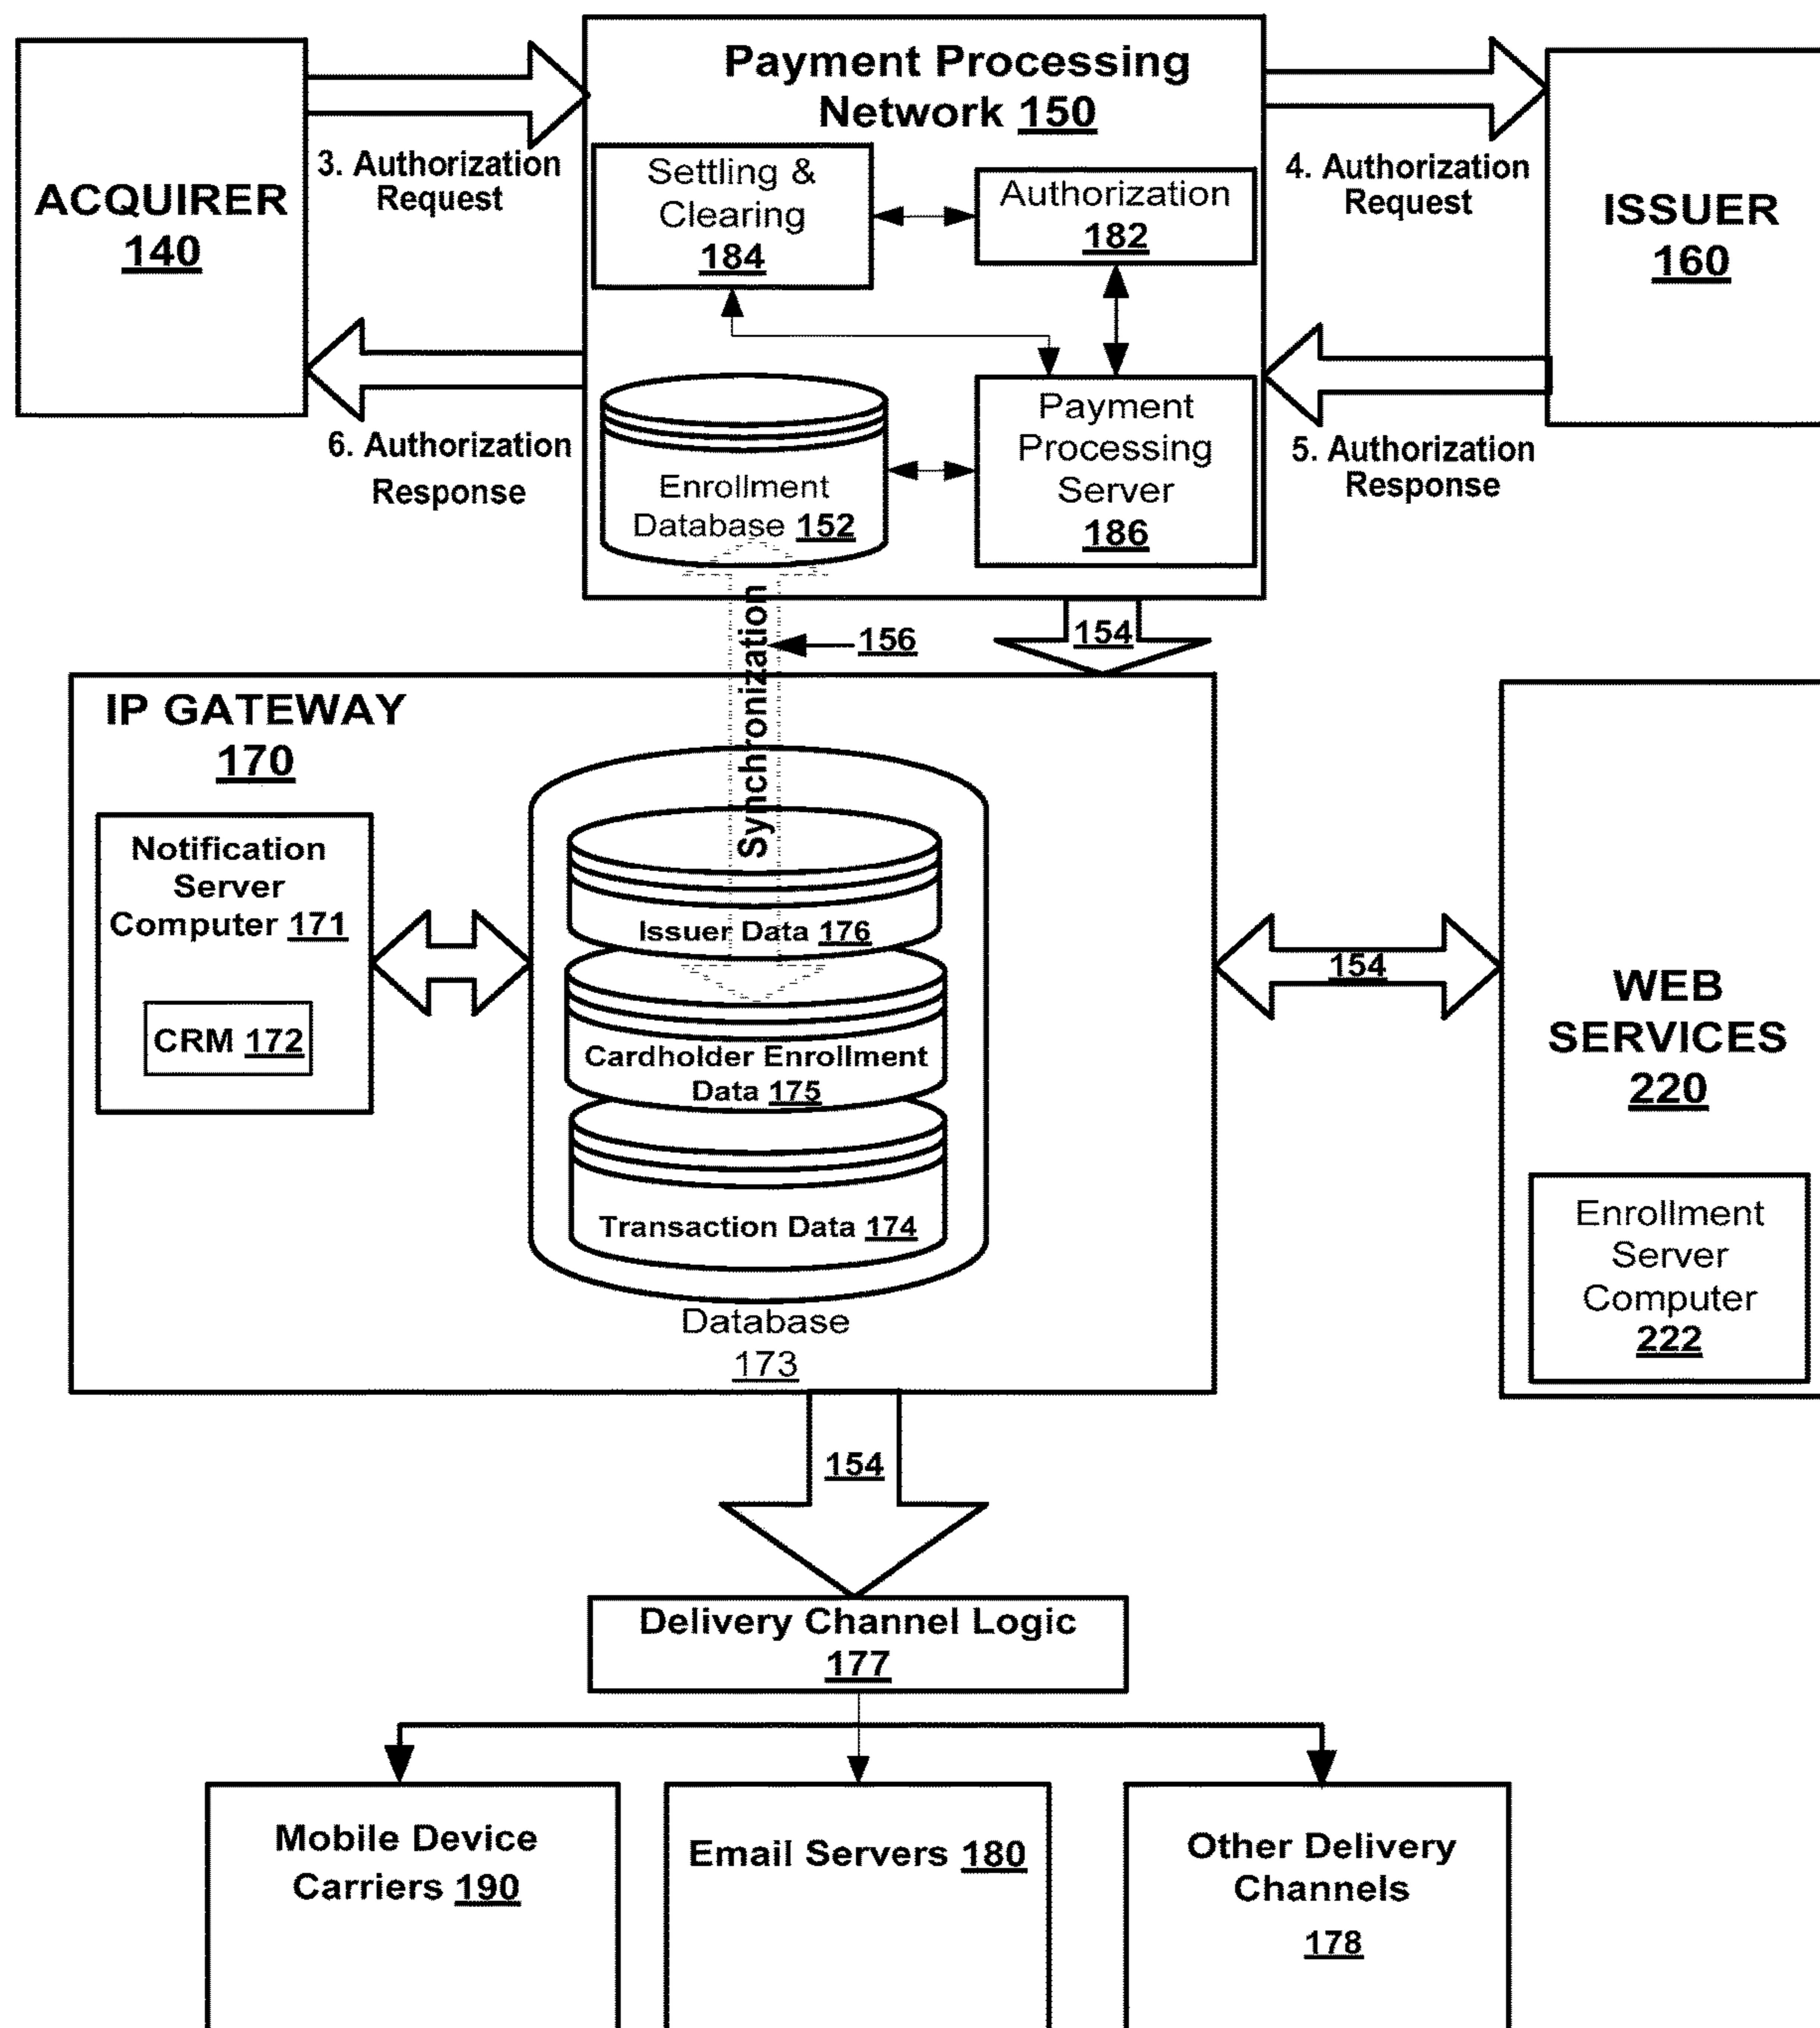 Payment Processing
Network 150
ACQUIRER
140
3. Authorization
Request
Settling &
Clearing
184
Authorization
182
4. Authorization
Request
ISSUER
160
6. Authorization
Response
Enrollment
Database 152
Payment
Processing
Server
186
5. Authorization
Response
Synchronization
156
154
IP GATEWAY
170
Notification
Server
Computer 171
CRM 172
Issuer Data 176
Cardholder Enrollment
Data 175
Transaction Data 174
Database
173
154
WEB
SERVICES
220
Enrollment
Server
Computer
222
154
Delivery Channel Logic
177
Mobile Device
Carriers 190
Email Servers 180
Other Delivery
Channels
178